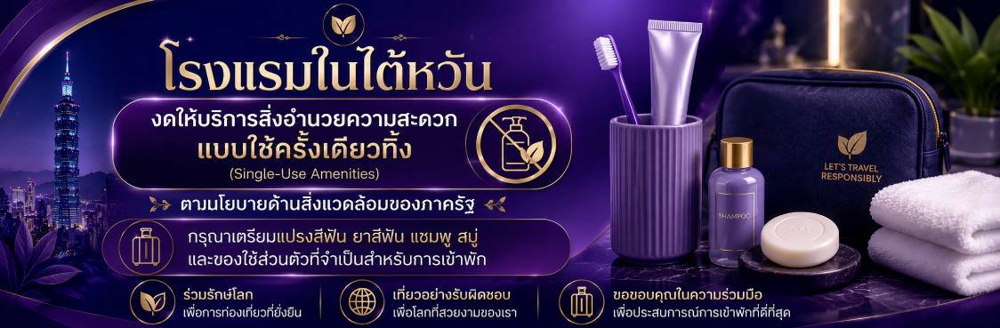 โรงแรมในไต้หวัน
งดให้บริการสิ่งอำนวยความสะดวก
แบบใช้ครั้งเดียวทิ้ง
(Single-Use Amenities)
ตามนโยบายด้านสิ่งแวดล้อมของภาครัฐ
กรุณาเตรียมแปรงสีฟัน ยาสีฟัน แชมพู สบู่
และของใช้ส่วนตัวที่จำเป็นสำหรับการเข้าพัก
ร่วมรักษ์โลก
เพื่อการท่องเที่ยวที่ยั่งยืน
เที่ยวอย่างรับผิดชอบ
เพื่อโลกที่สวยงามของเรา
ขอขอบคุณในความร่วมมือ
เพื่อประสบการณ์การเข้าพักที่ดีที่สุด
SHAMPOO
LET'S TRAVEL
RESPONSIBLY